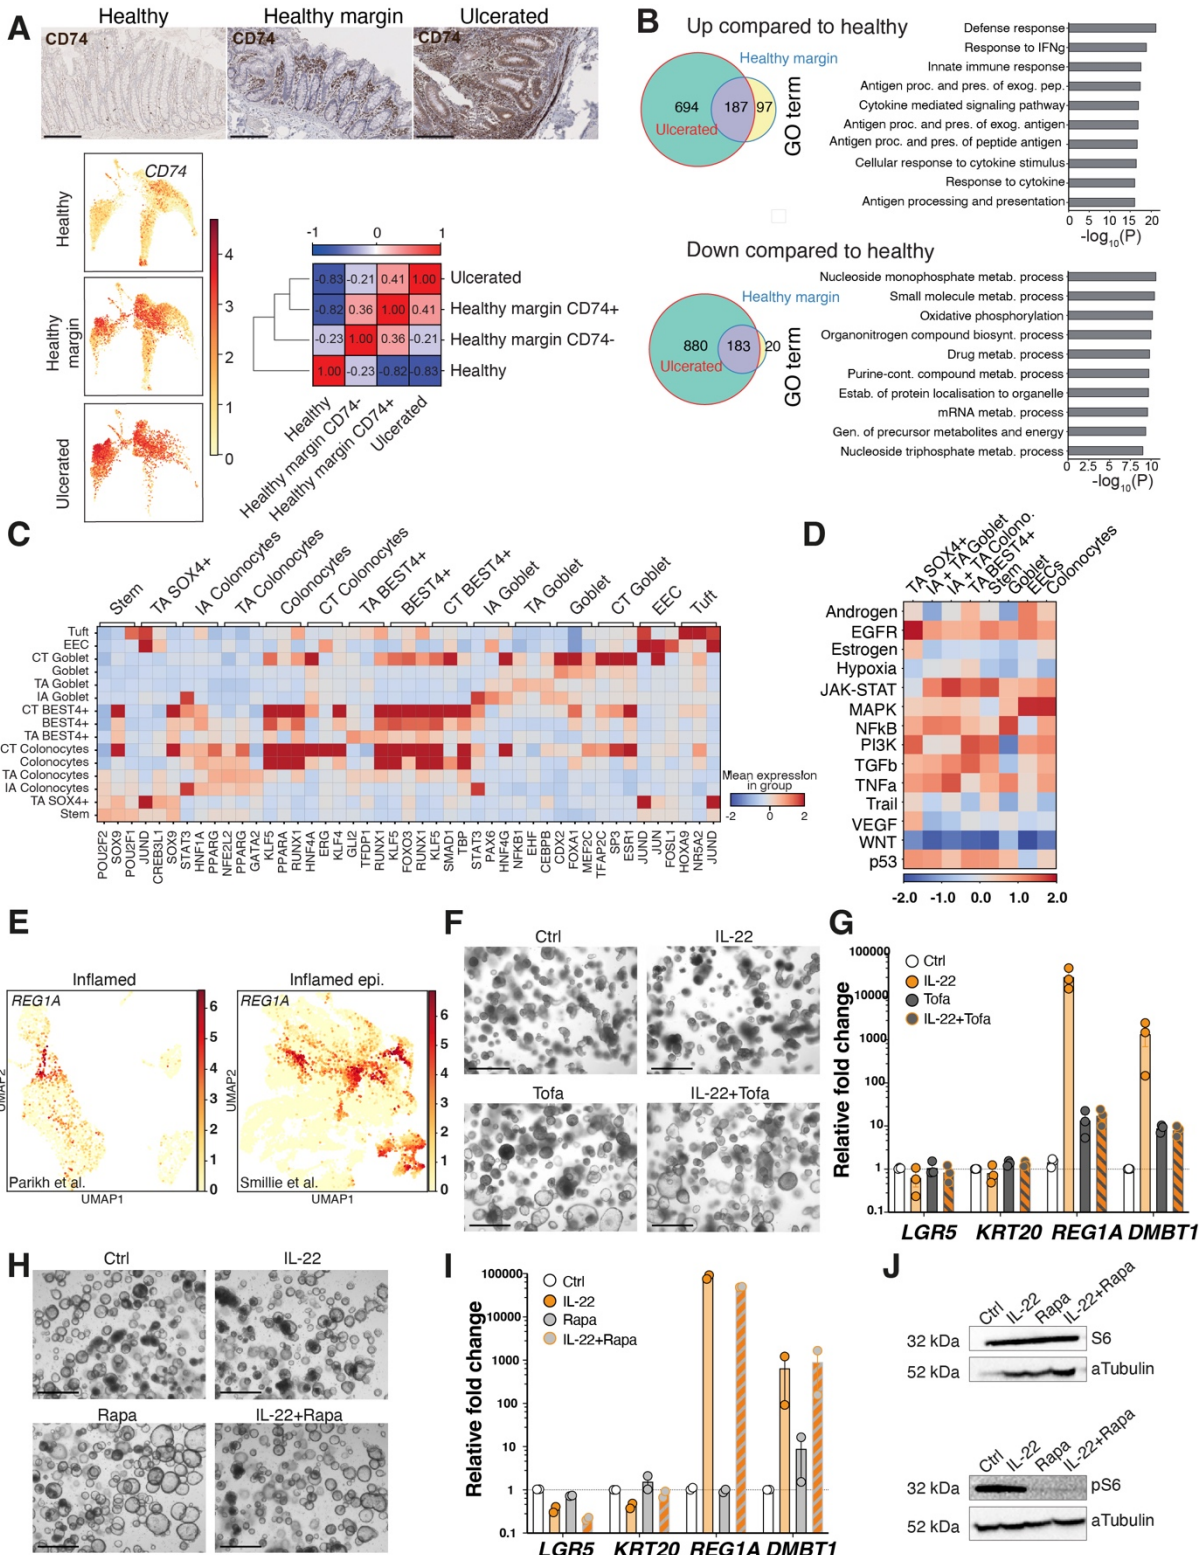 A
Healthy
Healthy margin
Ulcerated
CD74
CD74
CD74
CD74
Healthy
Healthy
margin
Ulcerated
4
3
2
1
0
-1
0
1
-0.83 -0.21 0.41 1.00 Ulcerated
-0.82 0.36 1.00 0.41 Healthy margin CD74+
-0.23 1.00 0.36 -0.21 Healthy margin CD74-
1.00 -0.23 -0.82 -0.83 Healthy
Healthy
Healthy margin CD74-
Healthy margin CD74+
Ulcerated
B
Up compared to healthy
Healthy margin
694
187
97
Ulcerated
GO term
Defense response
Response to IFNg
Innate immune response
Antigen proc. and pres. of exog. pep.
Cytokine mediated signaling pathway
Antigen proc. and pres. of exog. antigen
Antigen proc. and pres. of peptide antigen
Cellular response to cytokine stimulus
Response to cytokine
Antigen processing and presentation
0 5 10 15 20
-log10(P)
Down compared to healthy
Healthy margin
880
183
20
Ulcerated
GO term
Nucleoside monophosphate metab. process
Small molecule metab. process
Oxidative phosphorylation
Organonitrogen compound biosynt. process
Drug metab. process
Purine-cont. compound metab. process
Estab. of protein localisation to organelle
mRNA metab. process
Gen. of precursor metabolites and energy
Nucleoside triphosphate metab. process
0 2.5 5 7.5 10
-log10(P)
C
Stem
TA SOX4+
IA Colonocytes
TA Colonocytes
Colonocytes
CT Colonocytes
TA BEST4+
BEST4+
CT BEST4+
IA Goblet
TA Goblet
Goblet
CT Goblet
EEC
Tuft
Tuft
EEC
CT Goblet
Goblet
TA Goblet
IA Goblet
CT BEST4+
BEST4+
TA BEST4+
CT Colonocytes
Colonocytes
TA Colonocytes
IA Colonocytes
TA SOX4+
Stem
POU2F2
SOX9
POU2F1
JUND
CREB3L1
SOX9
STAT3
HNF1A
PPARG
NFE2L2
PPARG
GATA2
KLF5
PPARA
RUNX1
HNF4A
ERG
KLF4
GLI2
TFDP1
RUNX1
KLF5
FOXO3
RUNX1
KLF5
SMAD1
TBP
STAT3
PAX6
HNF4G
NFKB1
EHF
CEBPB
CDX2
FOXA1
MEF2C
TFAP2C
SP3
ESR1
JUND
JUN
FOSL1
HOXA9
NR5A2
JUND
Mean expression
in group
-2 0 2
D
TA SOX4+
IA + TA Goblet
IA + TA Colono.
TA BEST4+
Stem
Goblet
EECs
Colonocytes
Androgen
EGFR
Estrogen
Hypoxia
JAK-STAT
MAPK
NFkB
PI3K
TGFb
TNFa
Trail
VEGF
WNT
p53
-2.0 -1.0 0.0 1.0 2.0
E
Inflamed
REG1A
Parikh et al.
UMAP1
UMAP2
6
5
4
3
2
1
0
Inflamed epi.
REG1A
Smillie et al.
UMAP1
UMAP2
6
5
4
3
2
1
0
F
Ctrl
IL-22
Tofa
IL-22+Tofa
G
Relative fold change
100000
10000
1000
100
10
1
0.1
Ctrl
IL-22
Tofa
IL-22+Tofa
LGR5 KRT20 REG1A DMBT1
H
Ctrl
IL-22
Rapa
IL-22+Rapa
I
Relative fold change
100000
10000
1000
100
10
1
0.1
Ctrl
IL-22
Rapa
IL-22+Rapa
LGR5 KRT20 REG1A DMBT1
J
Ctrl
IL-22
Rapa
IL-22+Rapa
32 kDa S6
52 kDa aTubulin
Ctrl
IL-22
Rapa
IL-22+Rapa
32 kDa pS6
52 kDa aTubulin